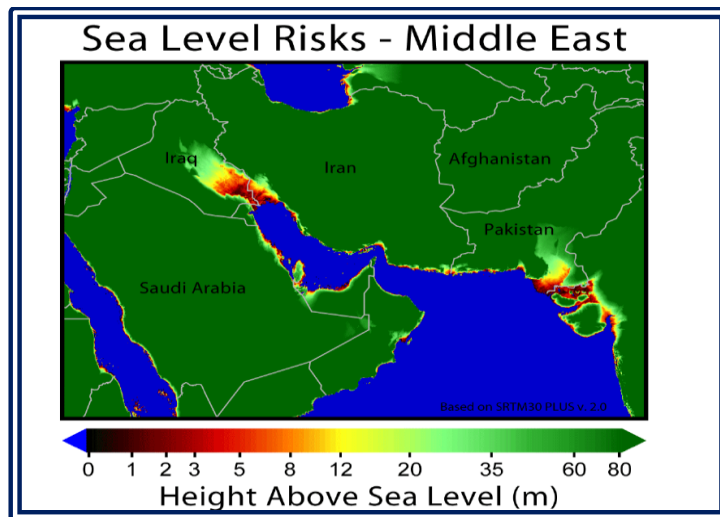 Sea Level Risks - Middle East
Iraq
Iran
Afghanistan
Pakistan
Saudi Arabia
Based on SRTM30 PLUS v. 2.0
0 1 2 3 5 8 12 20 35 60 80
Height Above Sea Level (m)